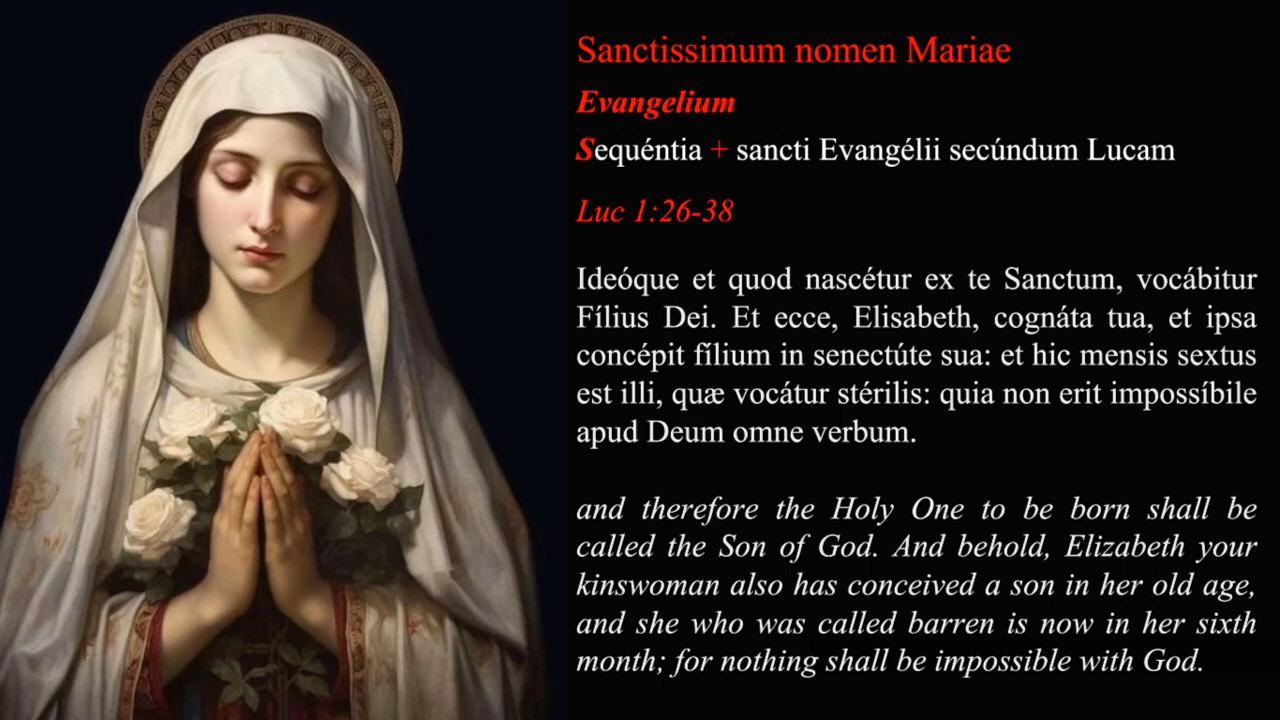 Sanctissimum nomen Mariae
Evangelium
Sequéntia + sancti Evangélii secúndum Lucam
Luc 1:26-38
Ideóque et quod nascétur ex te Sanctum, vocábitur
Fílius Dei. Et ecce, Elisabeth, cognáta tua, et ipsa
concépit fílium in senectúte sua: et hic mensis sextus
est illi, quæ vocátur stérilis: quia non erit impossíbile
apud Deum omne verbum.
and therefore the Holy One to be born shall be
called the Son of God. And behold, Elizabeth your
kinswoman also has conceived a son in her old age,
and she who was called barren is now in her sixth
month; for nothing shall be impossible with God.